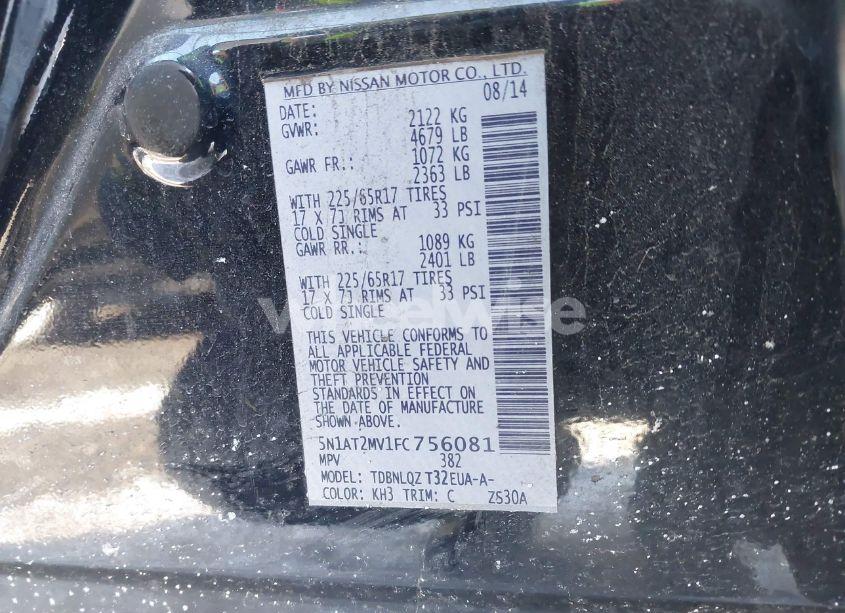 MFD BY NISSAN MOTOR CO., LTD.
DATE: 08/14
GVWR: 2122 KG
4679 LB
GAWR FR.: 1072 KG
2363 LB
WITH 225/65R17 TIRES
17 X 7J RIMS AT 33 PSI
COLD SINGLE
GAWR RR.: 1089 KG
2401 LB
WITH 225/65R17 TIRES
17 X 7J RIMS AT 33 PSI
COLD SINGLE
THIS VEHICLE CONFORMS TO
ALL APPLICABLE FEDERAL
MOTOR VEHICLE SAFETY AND
THEFT PREVENTION
STANDARDS IN EFFECT ON
THE DATE OF MANUFACTURE
SHOWN ABOVE.
5N1AT2MV1FC756081
MPV 382
MODEL: TDBNLQZ T32EUA-A-
COLOR: KH3 TRIM: C ZS30A